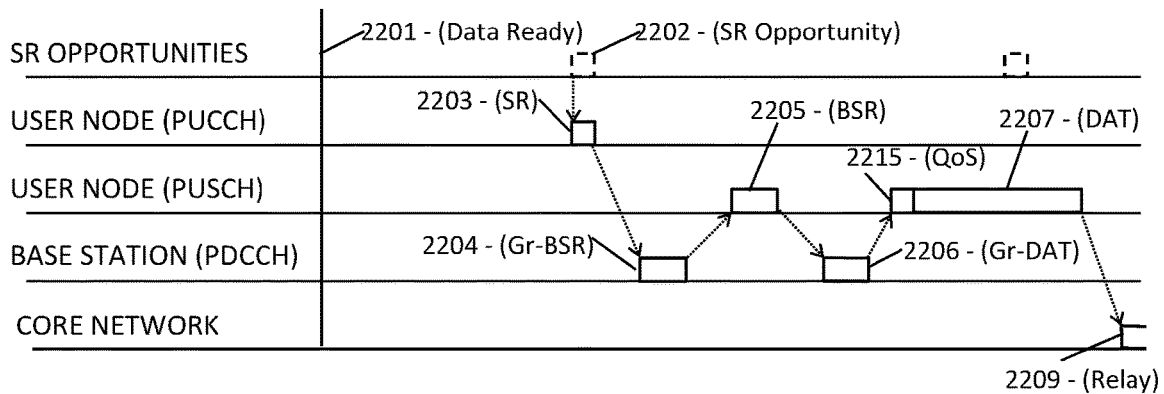 2201 - (Data Ready)
2202 - (SR Opportunity)
SR OPPORTUNITIES
2203 - (SR)
2205 - (BSR)
2207 - (DAT)
USER NODE (PUCCH)
2215 - (QoS)
USER NODE (PUSCH)
2204 - (Gr-BSR)
2206 - (Gr-DAT)
BASE STATION (PDCCH)
CORE NETWORK
2209 - (Relay)